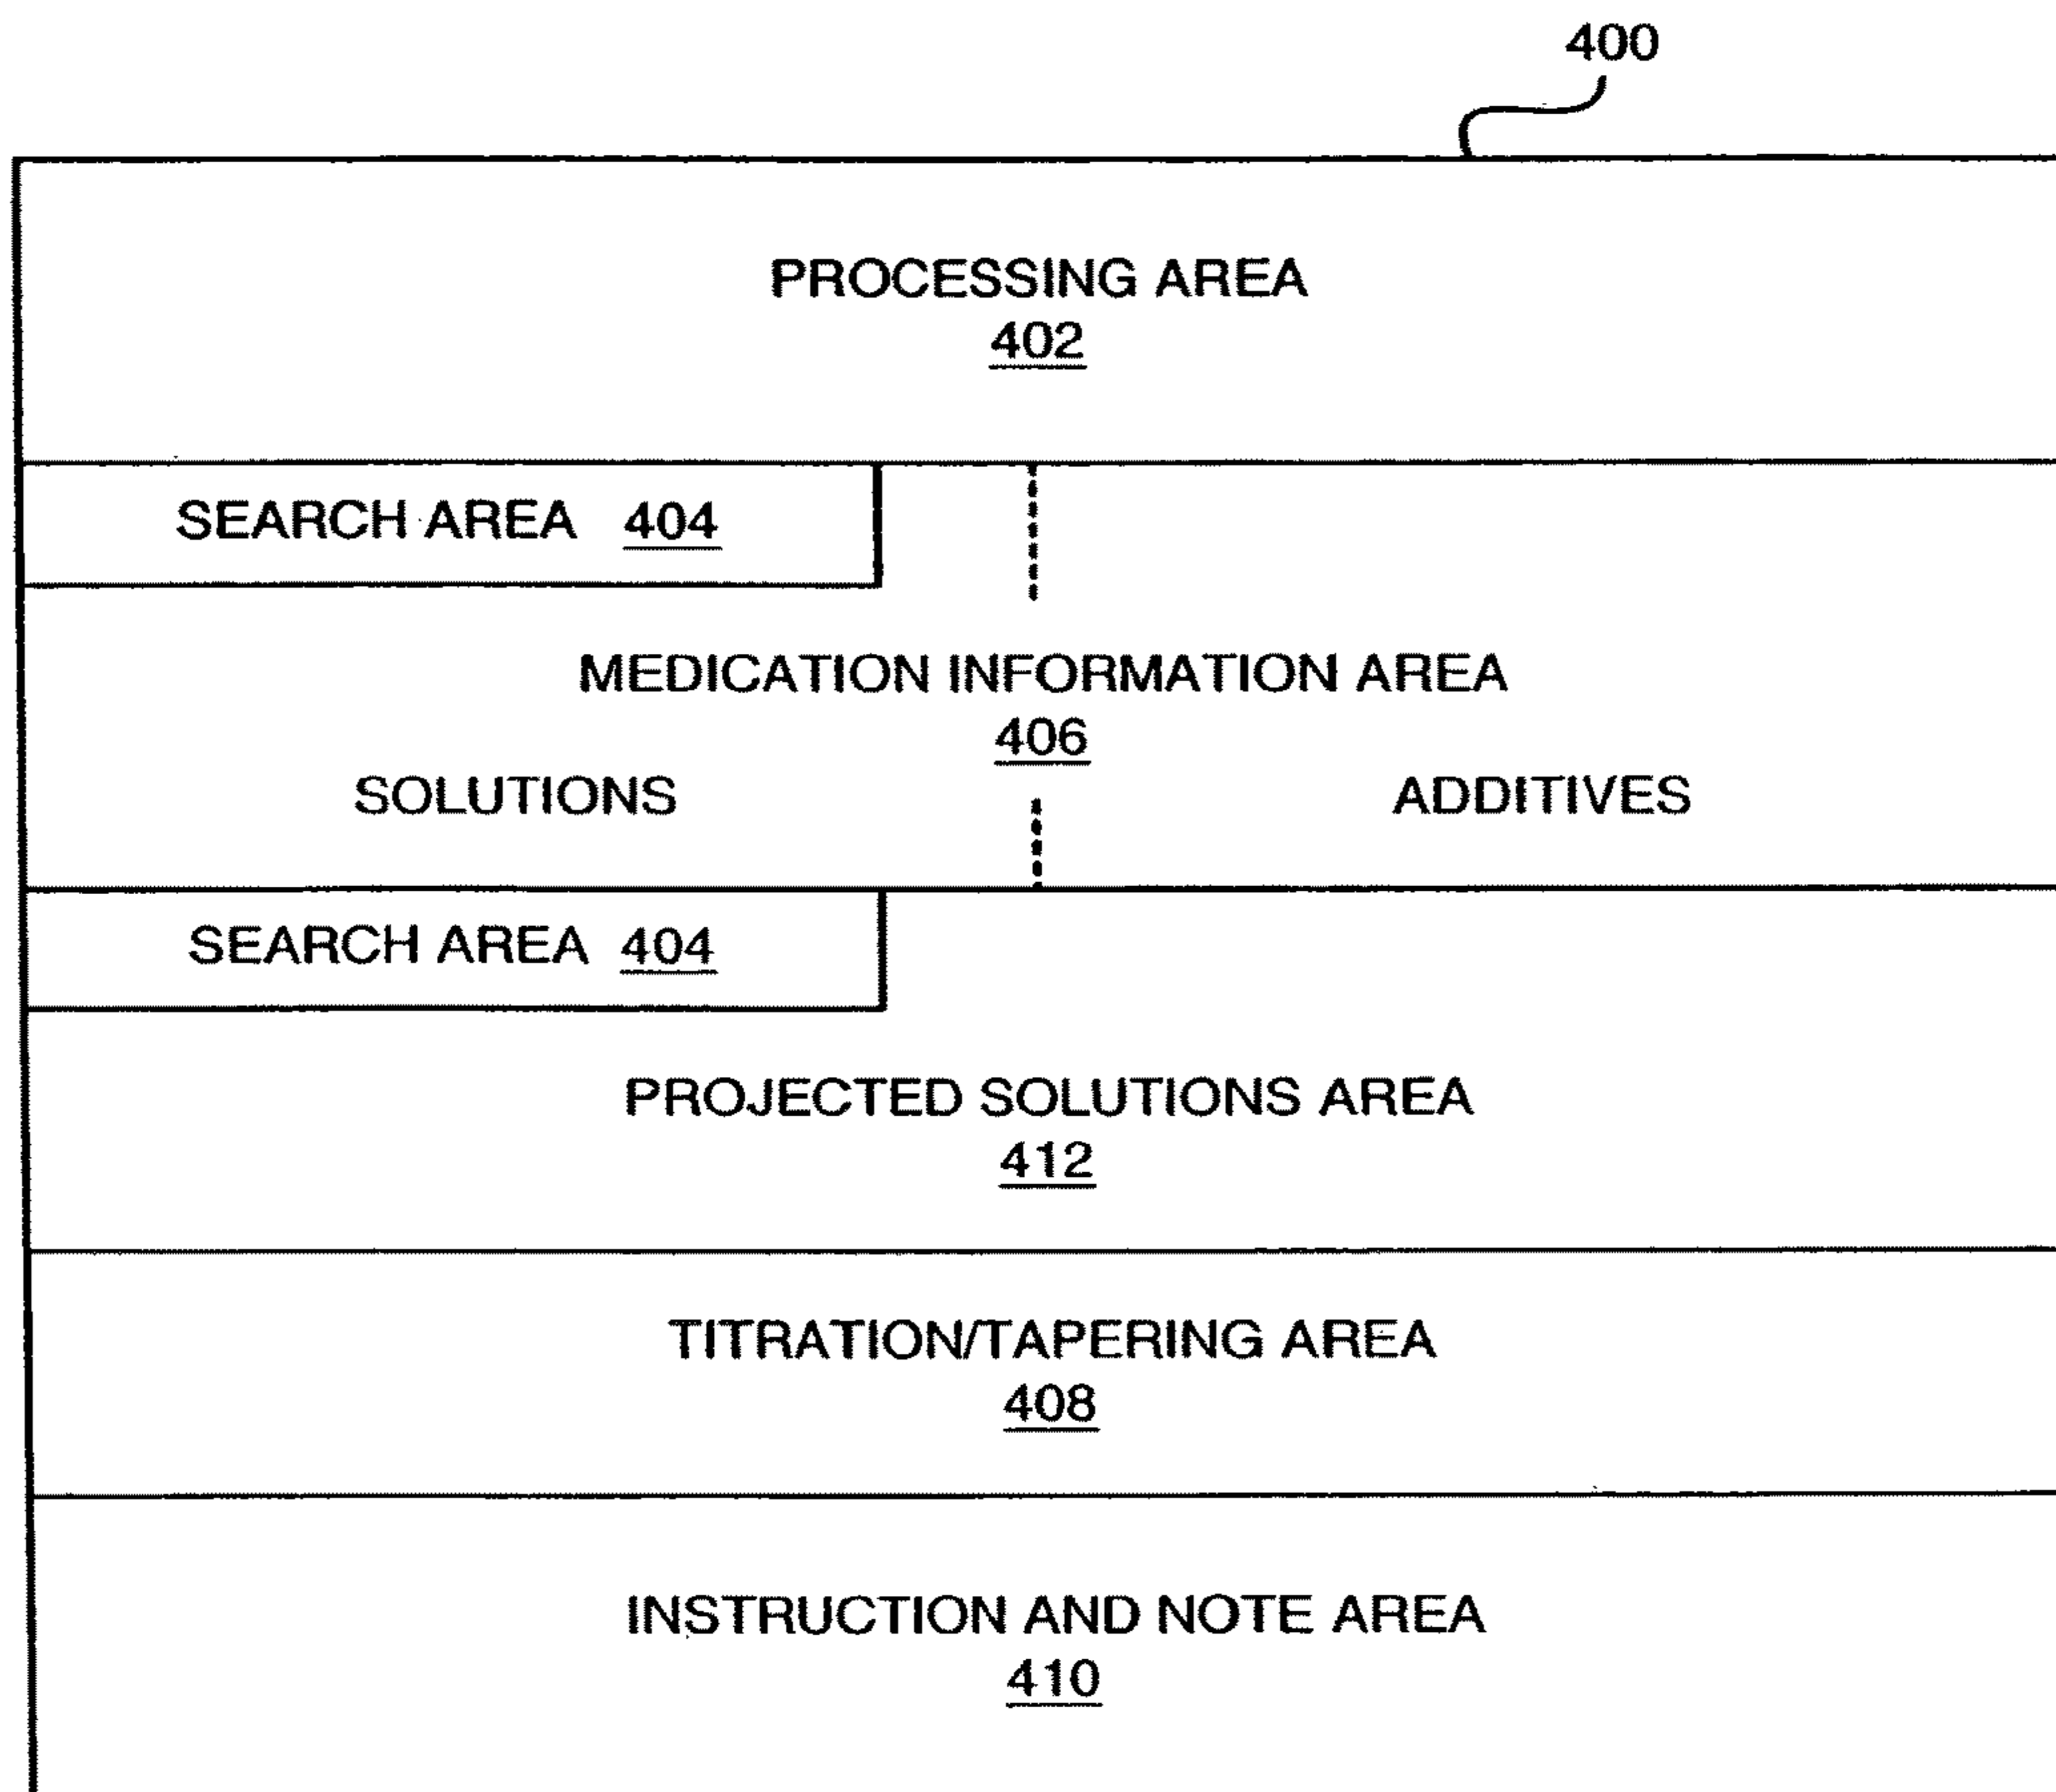 400
PROCESSING AREA
402
SEARCH AREA 404
MEDICATION INFORMATION AREA
406
SOLUTIONS ADDITIVES
SEARCH AREA 404
PROJECTED SOLUTIONS AREA
412
TITRATION/TAPERING AREA
408
INSTRUCTION AND NOTE AREA
410